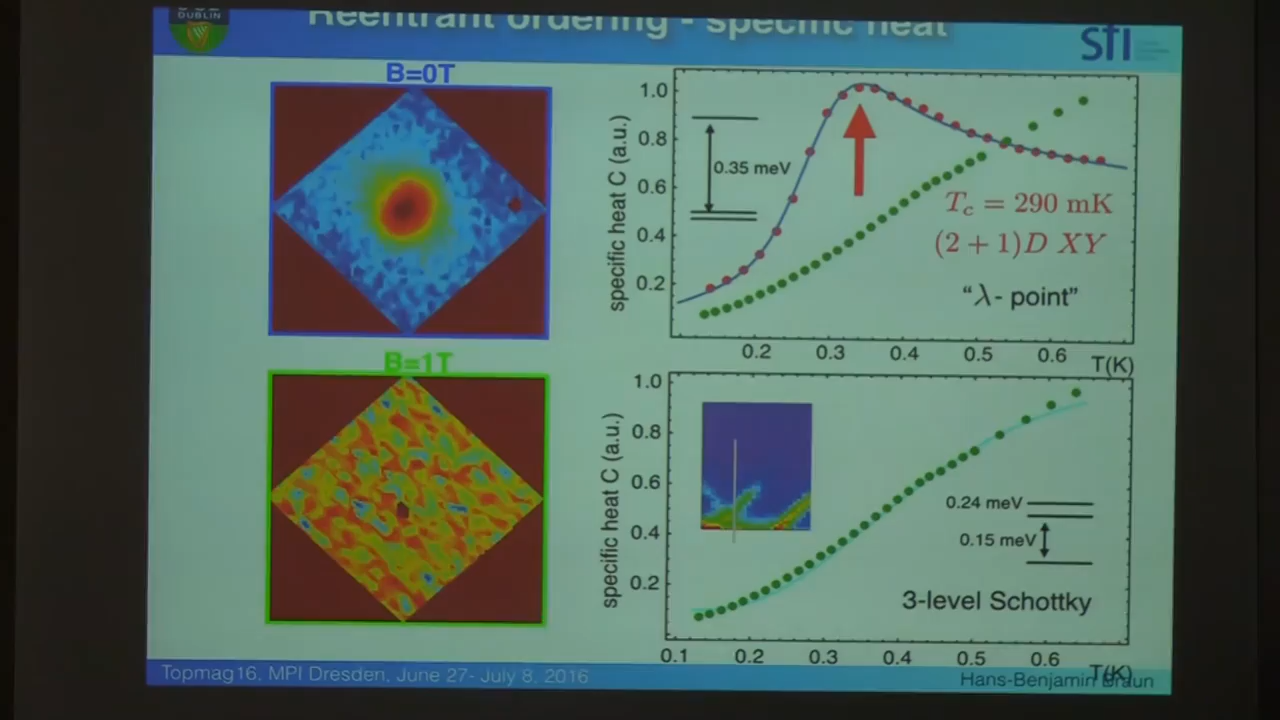 DUBLIN
Reentrant ordering - specific heat
STI
B=0T
specific heat C (a.u.)
1.0
0.8
0.6
0.4
0.2
0.35 meV
T_c = 290 mK
(2 + 1)D XY
“λ- point”
0.2 0.3 0.4 0.5 0.6
T(K)
B=1T
specific heat C (a.u.)
1.0
0.8
0.6
0.4
0.2
0.24 meV
0.15 meV
3-level Schottky
0.1 0.2 0.3 0.4 0.5 0.6
T(K)
Topmag16, MPI Dresden, June 27- July 8, 2016
Hans-Benjamin Braun